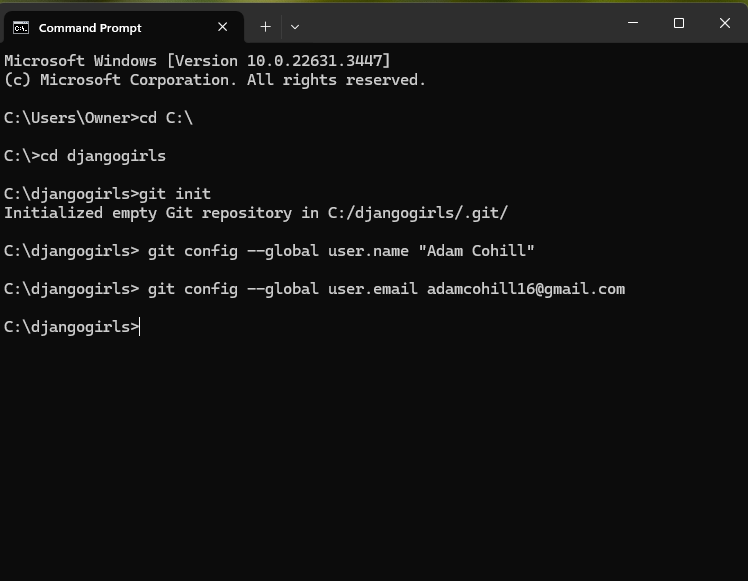 Command Prompt
Microsoft Windows [Version 10.0.22631.3447]
(c) Microsoft Corporation. All rights reserved.
C:\Users\Owner>cd C:\
C:\>cd djangogirls
C:\djangogirls>git init
Initialized empty Git repository in C:/djangogirls/.git/
C:\djangogirls> git config --global user.name "Adam Cohill"
C:\djangogirls> git config --global user.email adamcohill16@gmail.com
C:\djangogirls>